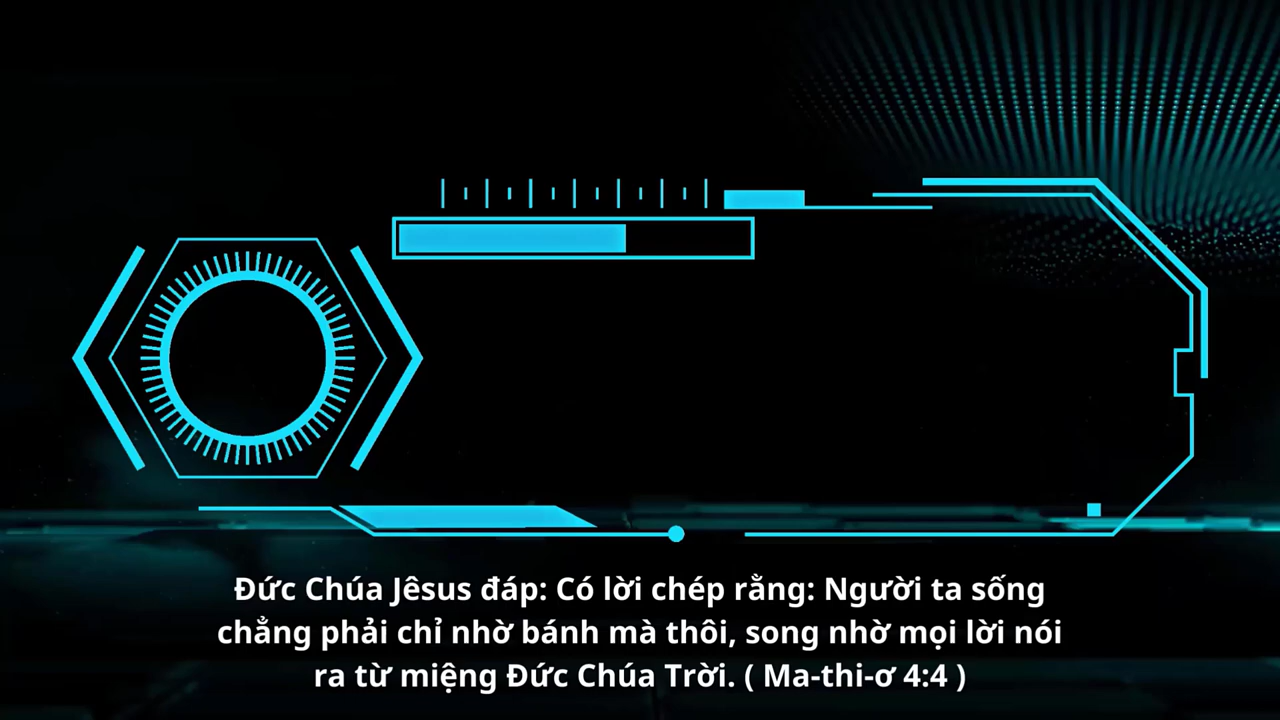 Đức Chúa Jêsus đáp: Có lời chép rằng: Người ta sống
chẳng phải chỉ nhờ bánh mà thôi, song nhờ mọi lời nói
ra từ miệng Đức Chúa Trời. ( Ma-thi-ơ 4:4 )